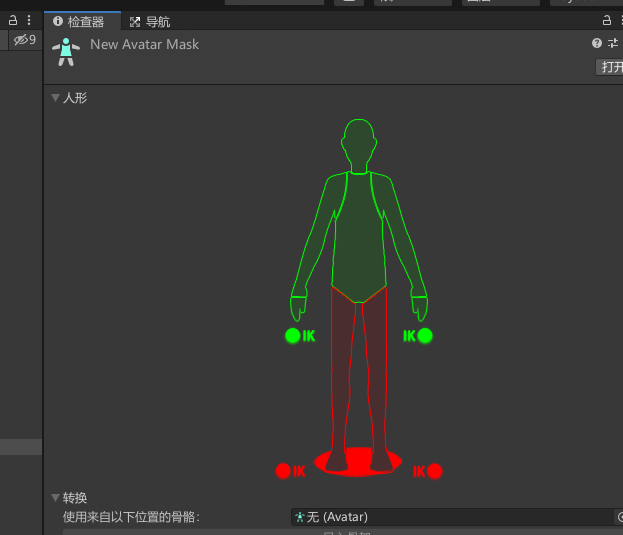 检查器 导航
9
New Avatar Mask
打开
人形
IK IK
IK IK
转换
使用来自以下位置的骨骼：
无 (Avatar)